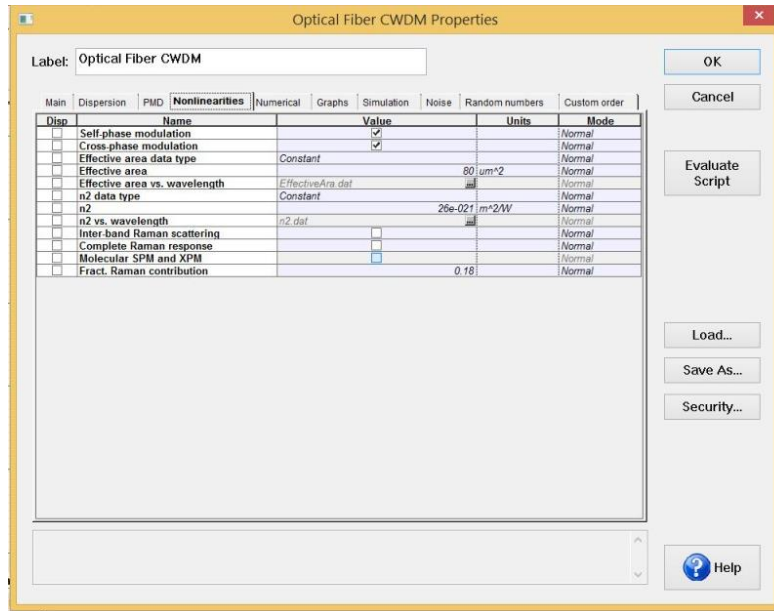 Optical Fiber CWDM Properties
Label: Optical Fiber CWDM
OK
Cancel
Evaluate Script
Load...
Save As...
Security...
Help
Main Dispersion PMD Nonlinearities Numerical Graphs Simulation Noise Random numbers Custom order
Disp Name Value Units Mode
Self-phase modulation Normal
Cross-phase modulation Normal
Effective area data type Constant Normal
Effective area 80 um^2 Normal
Effective area vs. wavelength EffectiveAra.dat Normal
n2 data type Constant Normal
n2 26e-021 m^2/W Normal
n2 vs. wavelength n2.dat Normal
Inter-band Raman scattering Normal
Complete Raman response Normal
Molecular SPM and XPM Normal
Fract. Raman contribution 0.18 Normal